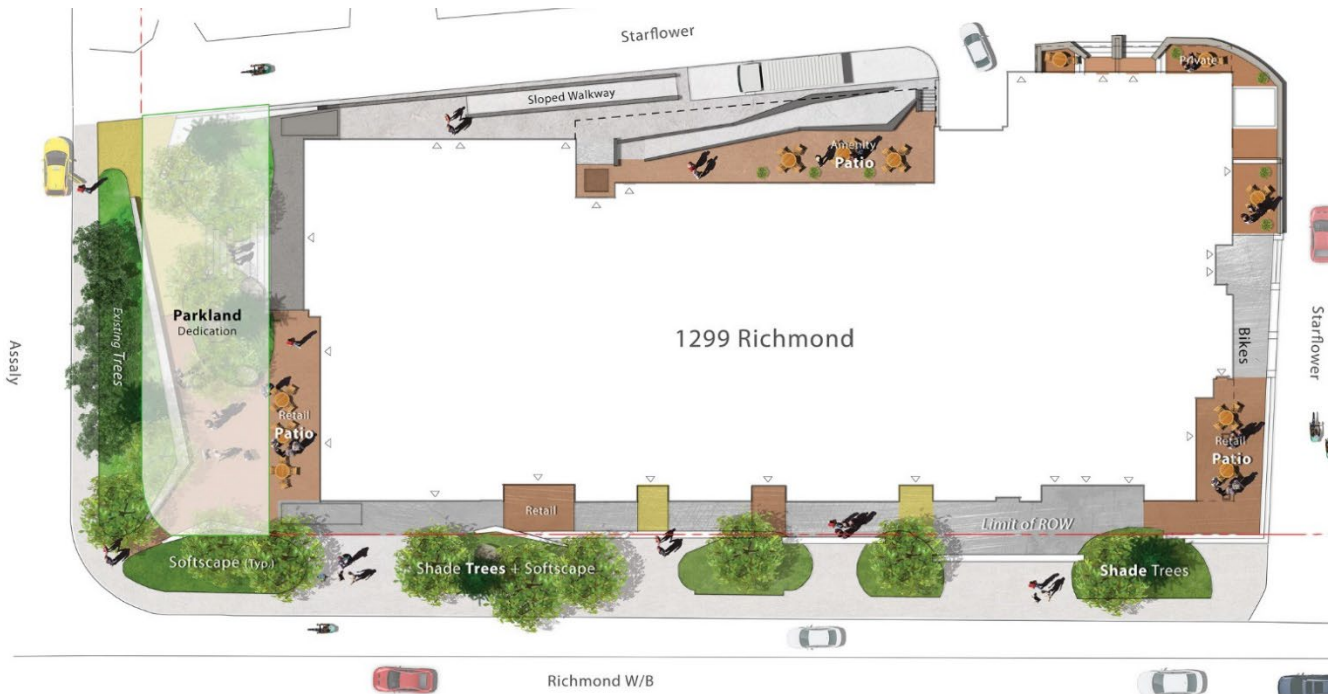 Starflower
Private
Sloped Walkway
Amenity
Patio
Existing Trees
Parkland
Dedication
1299 Richmond
Assaly
Starflower
Bikes
Retail
Patio
Retail
Patio
Retail
Limit of ROW
Softscape (Typ.)
Shade Trees + Softscape
Shade Trees
Richmond W/B